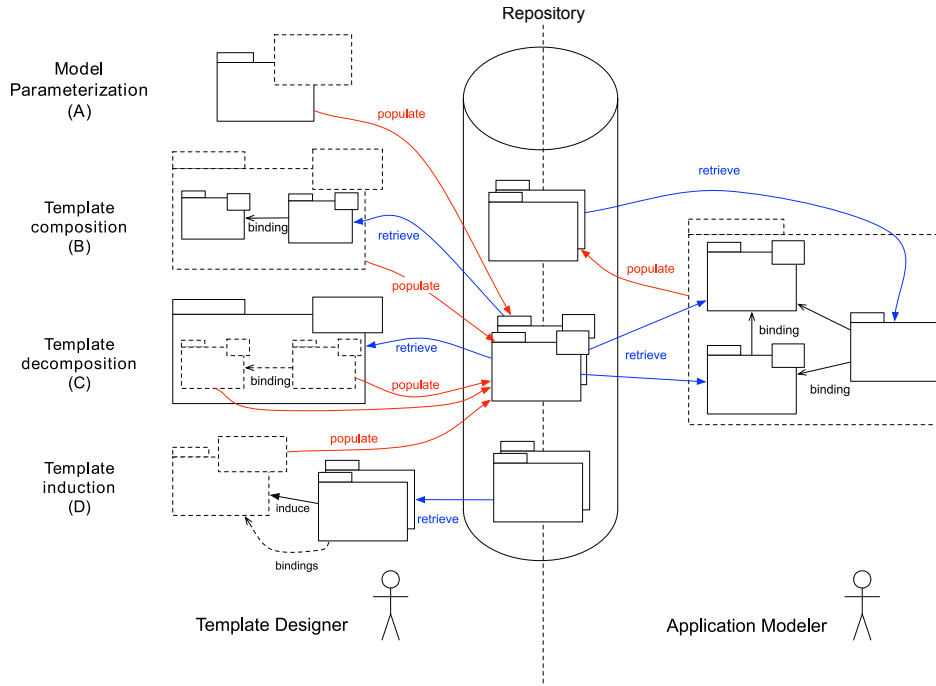 Repository
Model
Parameterization
(A)
populate
retrieve
Template
composition
(B)
binding
retrieve
populate
populate
Template
decomposition
(C)
binding
retrieve
populate
binding
retrieve
binding
populate
Template
induction
(D)
induce
retrieve
bindings
Template Designer
Application Modeler